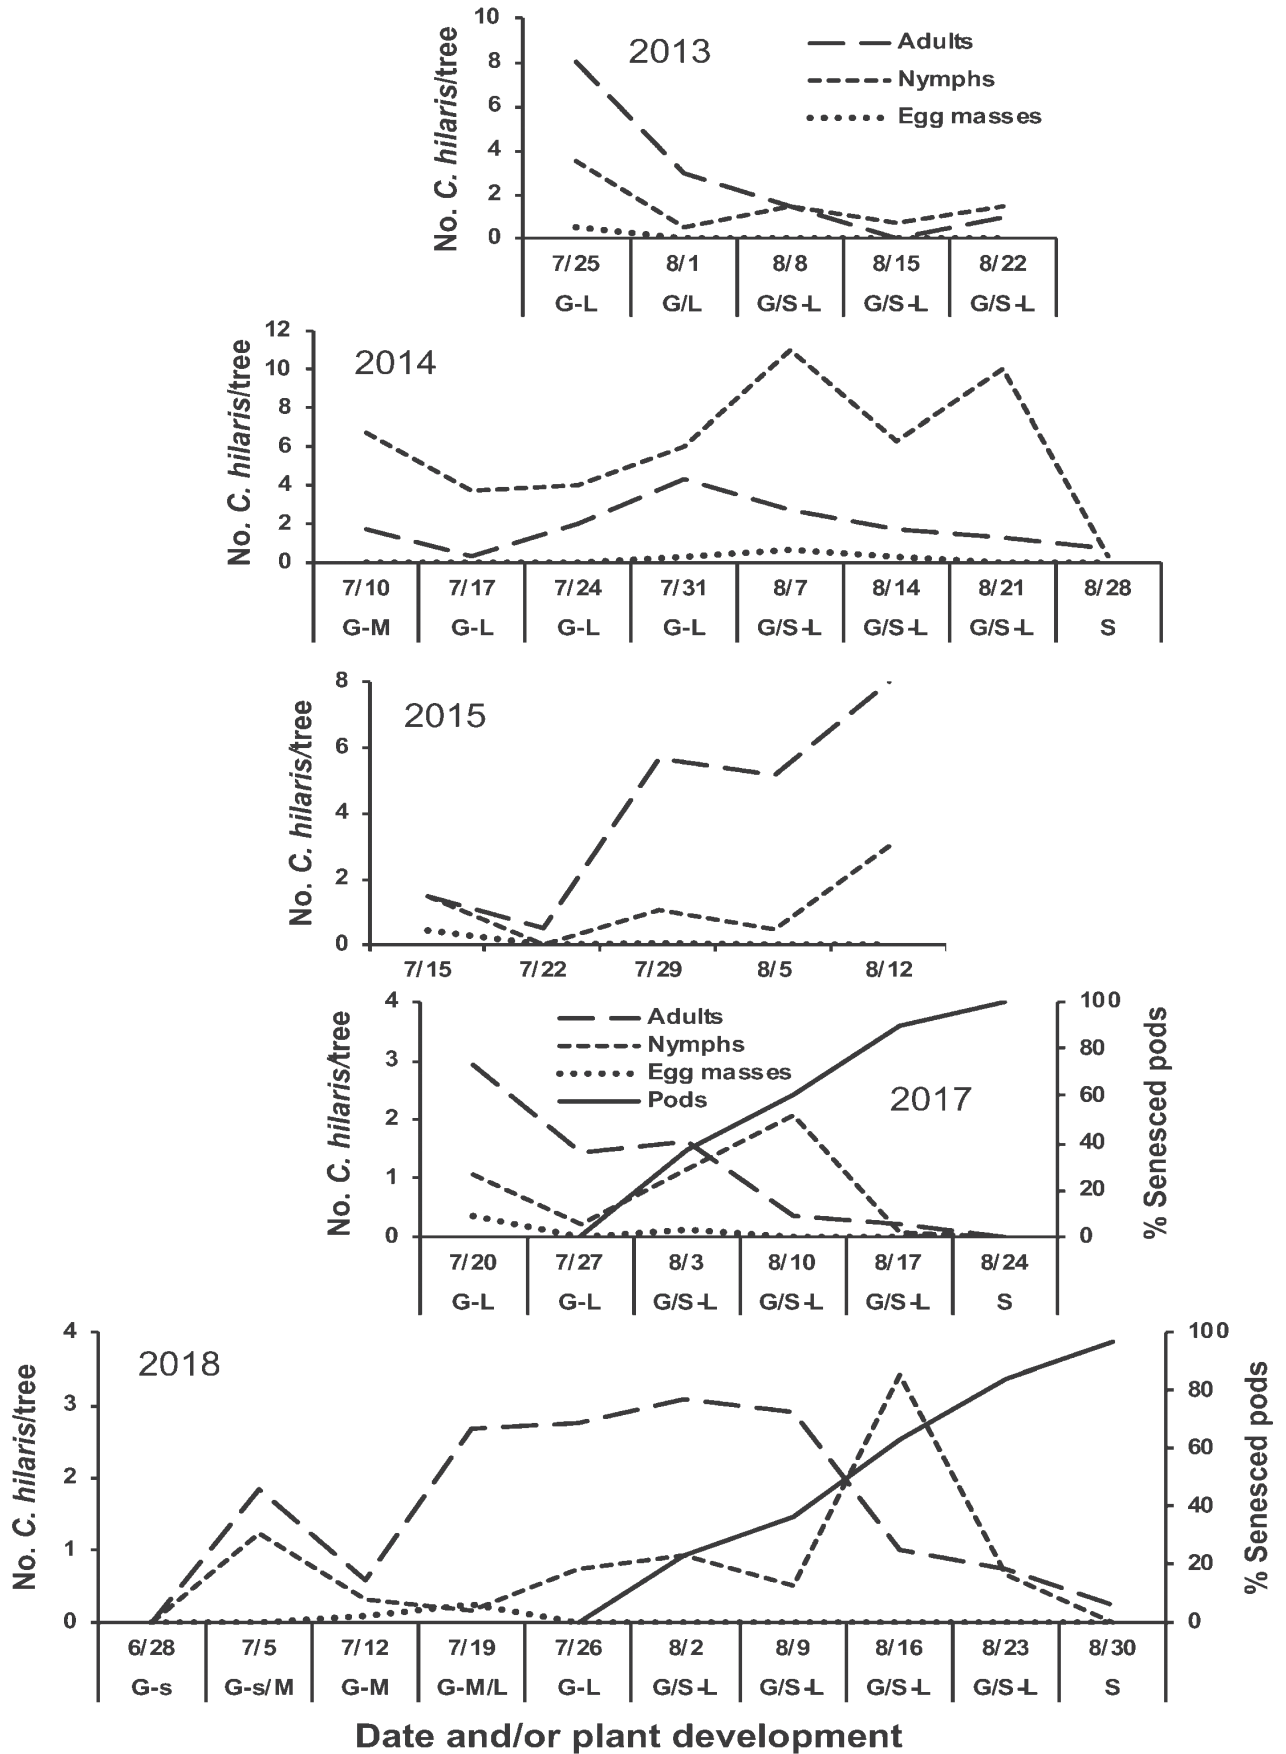 10
8
6
4
2
0
No. C. hilaris/tree
2013
Adults
Nymphs
Egg masses
7/25 8/1 8/8 8/15 8/22
G-L G/L G/S-L G/S-L G/S-L
12
10
8
6
4
2
0
No. C. hilaris/tree
2014
7/10 7/17 7/24 7/31 8/7 8/14 8/21 8/28
G-M G-L G-L G-L G/S-L G/S-L G/S-L S
8
6
4
2
0
No. C. hilaris/tree
2015
7/15 7/22 7/29 8/5 8/12
4
3
2
1
0
No. C. hilaris/tree
Adults
Nymphs
Egg masses
Pods
2017
100
80
60
40
20
0
% Senesced pods
7/20 7/27 8/3 8/10 8/17 8/24
G-L G-L G/S-L G/S-L G/S-L S
4
3
2
1
0
No. C. hilaris/tree
2018
100
80
60
40
20
0
% Senesced pods
6/28 7/5 7/12 7/19 7/26 8/2 8/9 8/16 8/23 8/30
G-s G-s/M G-M G-M/L G-L G/S-L G/S-L G/S-L G/S-L S
Date and/or plant development